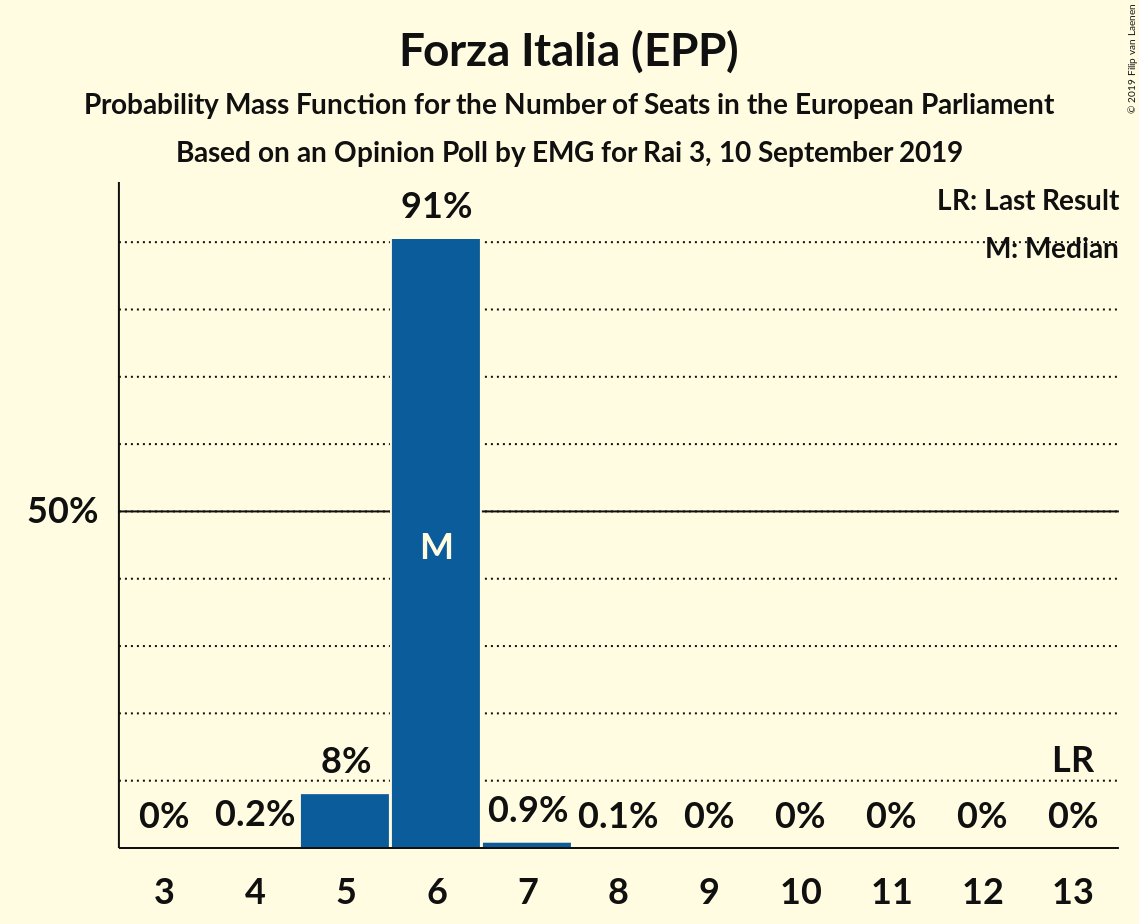 Forza Italia (EPP)
Probability Mass Function for the Number of Seats in the European Parliament
Based on an Opinion Poll by EMG for Rai 3, 10 September 2019
© 2019 Filip van Laenen
LR: Last Result
M: Median
91%
50%
M
8%
LR
0% 0.2% 0.9% 0.1% 0% 0% 0% 0% 0%
3 4 5 6 7 8 9 10 11 12 13